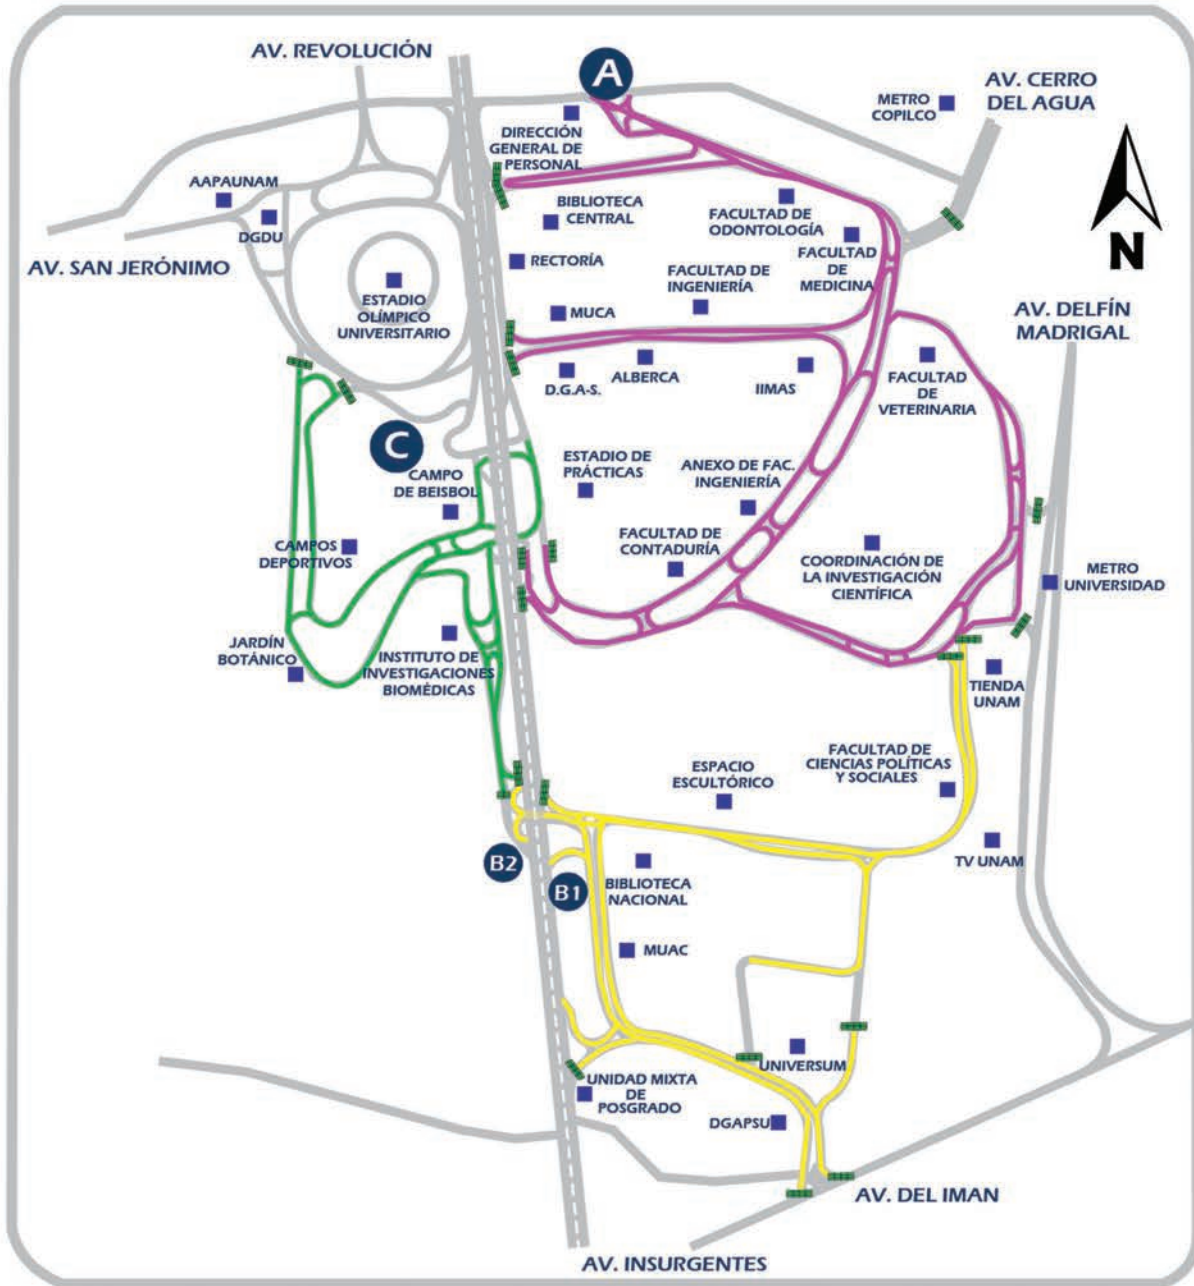 AV. REVOLUCIÓN
A
AV. CERRO
DEL AGUA
METRO
COPILCO
DIRECCIÓN
GENERAL DE
PERSONAL
AAPAUNAM
DGDU
BIBLIOTECA
CENTRAL
FACULTAD DE
ODONTOLOGÍA
FACULTAD
DE
MEDICINA
N
AV. SAN JERÓNIMO
RECTORÍA
FACULTAD DE
INGENIERÍA
ESTADIO
OLÍMPICO
UNIVERSITARIO
MUCA
AV. DELFÍN
MADRIGAL
D.G.A-S.
ALBERCA
IIMAS
FACULTAD
DE
VETERINARIA
C
CAMPO
DE BEISBOL
ESTADIO DE
PRÁCTICAS
ANEXO DE FAC.
INGENIERÍA
CAMPOS
DEPORTIVOS
FACULTAD DE
CONTADURÍA
COORDINACIÓN DE
LA INVESTIGACIÓN
CIENTÍFICA
METRO
UNIVERSIDAD
JARDÍN
BOTÁNICO
INSTITUTO DE
INVESTIGACIONES
BIOMÉDICAS
TIENDA
UNAM
ESPACIO
ESCULTÓRICO
FACULTAD DE
CIENCIAS POLÍTICAS
Y SOCIALES
B2
B1
BIBLIOTECA
NACIONAL
TV UNAM
MUAC
UNIVERSUM
UNIDAD MIXTA
DE
POSGRADO
DGAPSU
AV. DEL IMAN
AV. INSURGENTES